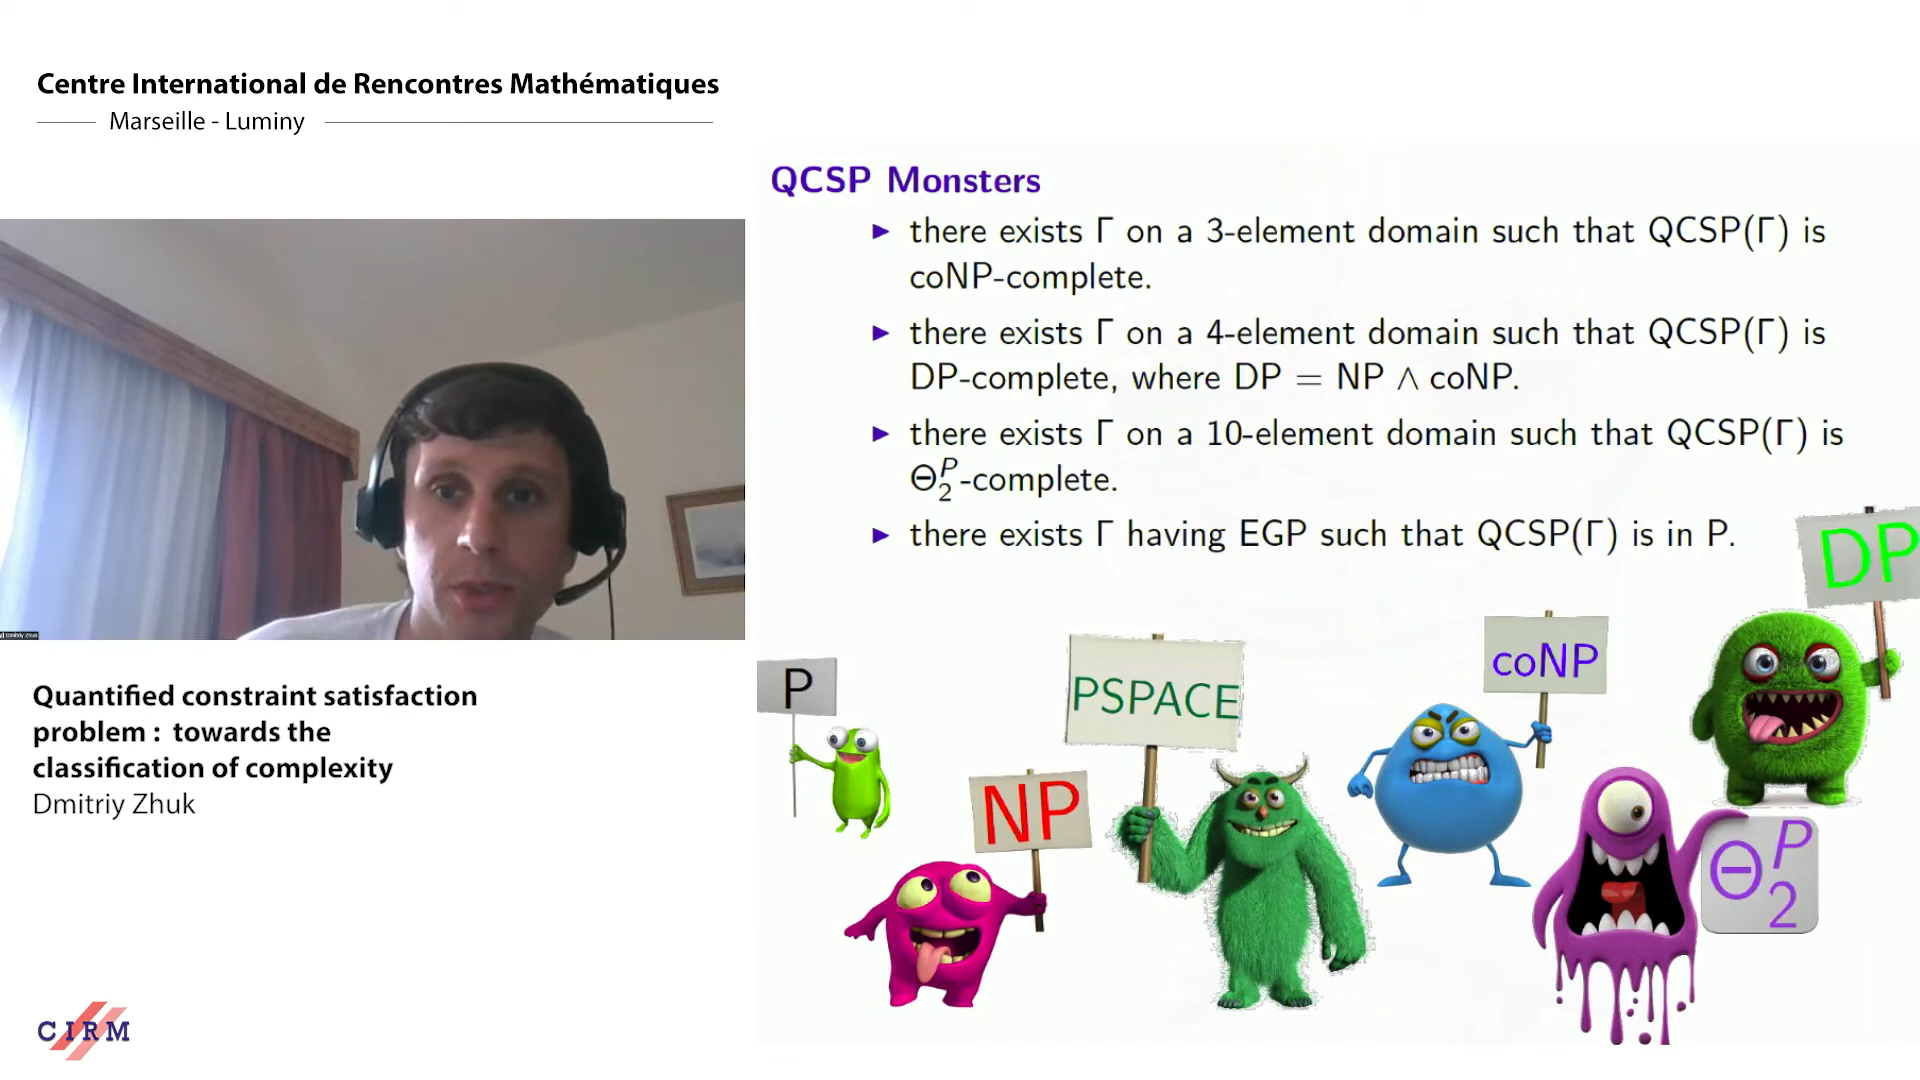 Centre International de Rencontres Mathématiques
Marseille - Luminy
QCSP Monsters
▶ there exists Γ on a 3-element domain such that QCSP(Γ) is
coNP-complete.
▶ there exists Γ on a 4-element domain such that QCSP(Γ) is
DP-complete, where DP = NP ∧ coNP.
▶ there exists Γ on a 10-element domain such that QCSP(Γ) is
Θ₂ᴾ-complete.
▶ there exists Γ having EGP such that QCSP(Γ) is in P.
P
NP
PSPACE
coNP
DP
Θ₂ᴾ
Dmitriy Zhuk
Quantified constraint satisfaction
problem : towards the
classification of complexity
Dmitriy Zhuk
CIRM